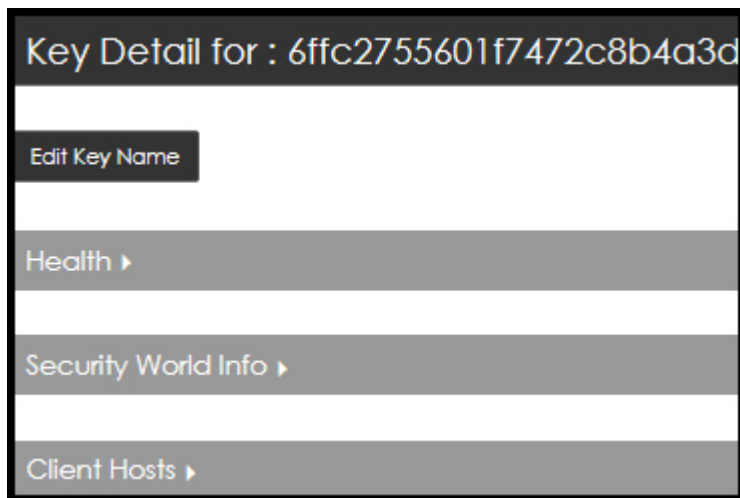 Key Detail for : 6ffc2755601f7472c8b4a3d
Edit Key Name
Health
Security World Info
Client Hosts